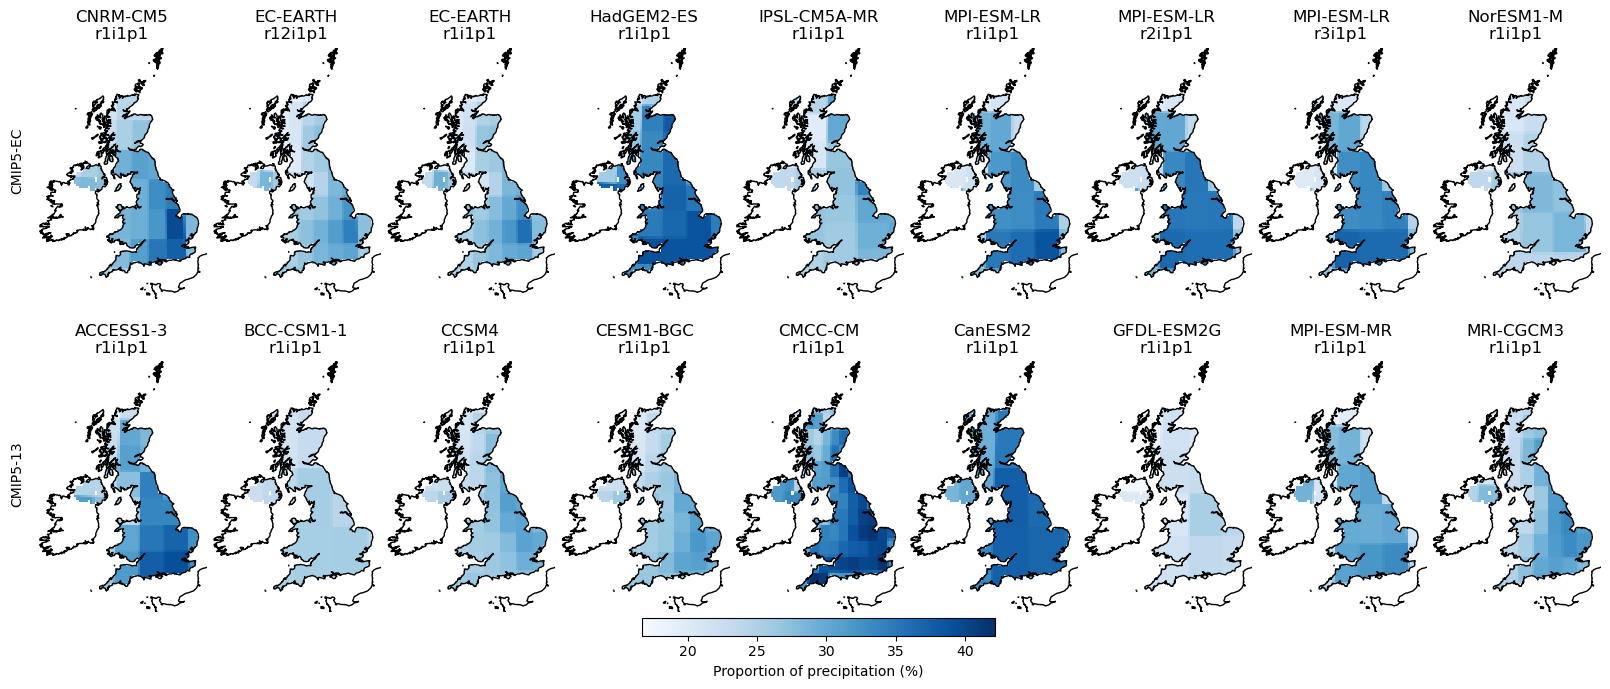 CNRM-CM5
r1i1p1
EC-EARTH
r12i1p1
EC-EARTH
r1i1p1
HadGEM2-ES
r1i1p1
IPSL-CM5A-MR
r1i1p1
MPI-ESM-LR
r1i1p1
MPI-ESM-LR
r2i1p1
MPI-ESM-LR
r3i1p1
NorESM1-M
r1i1p1
CMIP5-EC
ACCESS1-3
r1i1p1
BCC-CSM1-1
r1i1p1
CCSM4
r1i1p1
CESM1-BGC
r1i1p1
CMCC-CM
r1i1p1
CanESM2
r1i1p1
GFDL-ESM2G
r1i1p1
MPI-ESM-MR
r1i1p1
MRI-CGCM3
r1i1p1
CMIP5-13
20 25 30 35 40
Proportion of precipitation (%)